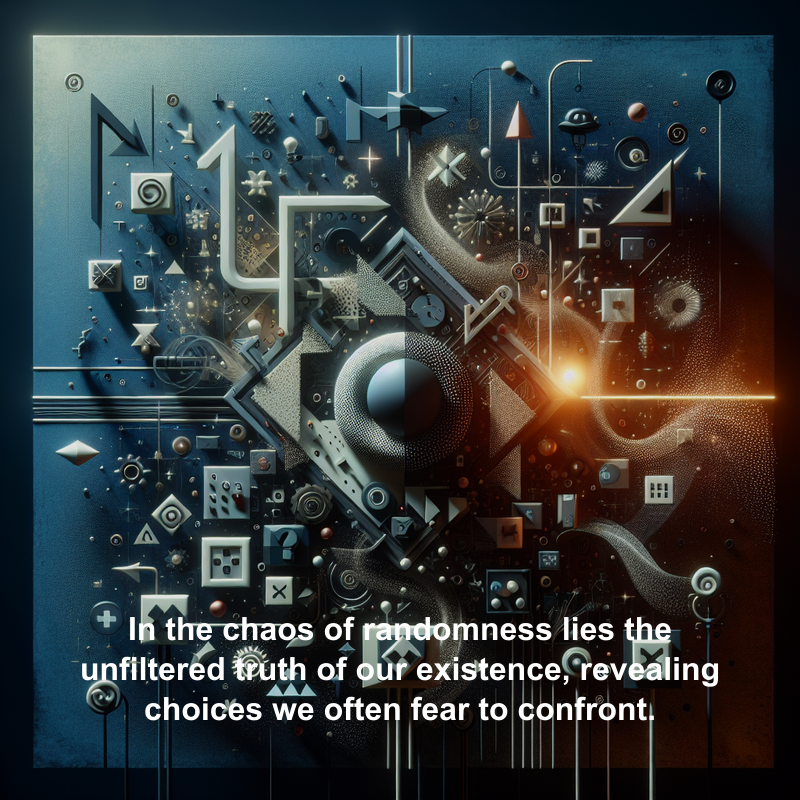 In the chaos of randomness lies the
unfiltered truth of our existence, revealing
choices we often fear to confront.